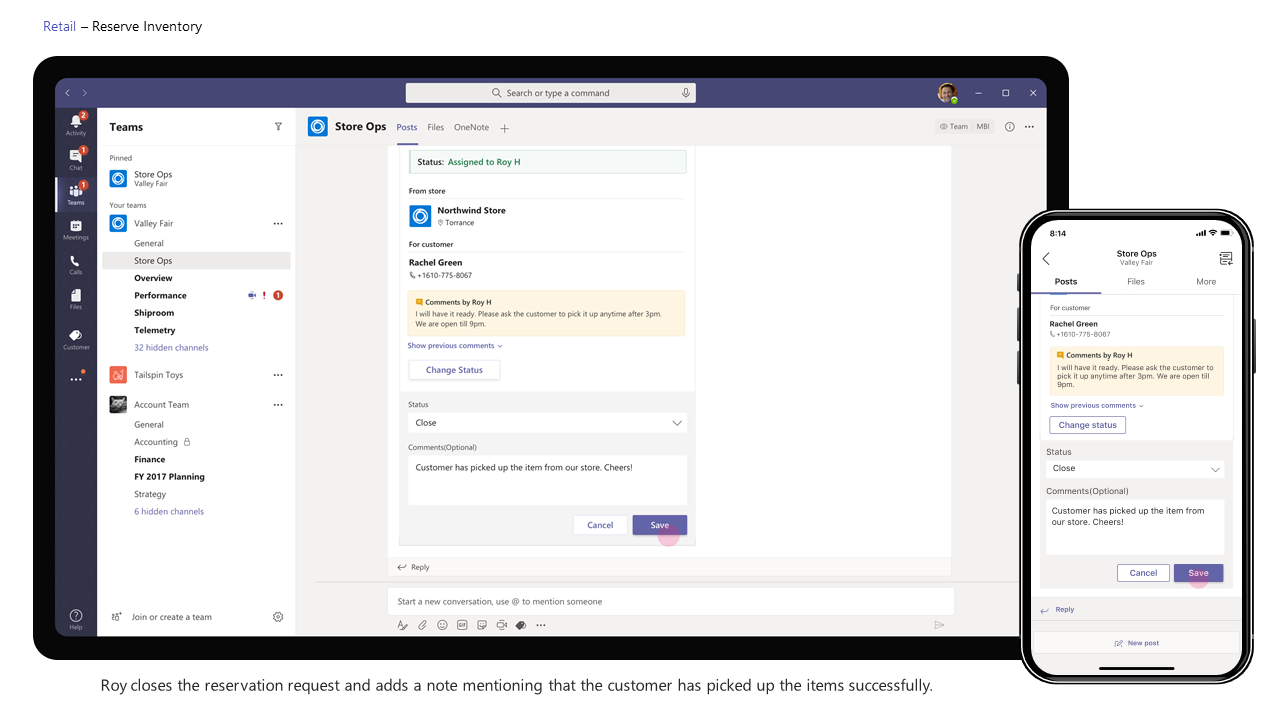 Retail – Reserve Inventory
Search or type a command
2
Activity
1
Chat
1
Teams
Meetings
Calls
Files
Customer
Help
Teams
Pinned
Store Ops
Valley Fair
Your teams
Valley Fair
General
Store Ops
Overview
Performance ! 1
Shiproom
Telemetry
32 hidden channels
Tailspin Toys
Account Team
General
Accounting
Finance
FY 2017 Planning
Strategy
6 hidden channels
Join or create a team
Store Ops Posts Files OneNote
Team MBI
Status: Assigned to Roy H
From store
Northwind Store
Torrance
For customer
Rachel Green
+1610-775-8067
Comments by Roy H
I will have it ready. Please ask the customer to pick it up anytime after 3pm.
We are open till 9pm.
Show previous comments
Change Status
Status
Close
Comments(Optional)
Customer has picked up the item from our store. Cheers!
Cancel Save
Reply
Start a new conversation, use @ to mention someone
GIF
8:14
Store Ops
Valley Fair
Posts Files More
For customer
Rachel Green
+1610-775-8067
Comments by Roy H
I will have it ready. Please ask the customer to
pick it up anytime after 3pm. We are open till
9pm.
Show previous comments
Change status
Status
Close
Comments(Optional)
Customer has picked up the item from
our store. Cheers!
Cancel Save
Reply
New post
Roy closes the reservation request and adds a note mentioning that the customer has picked up the items successfully.